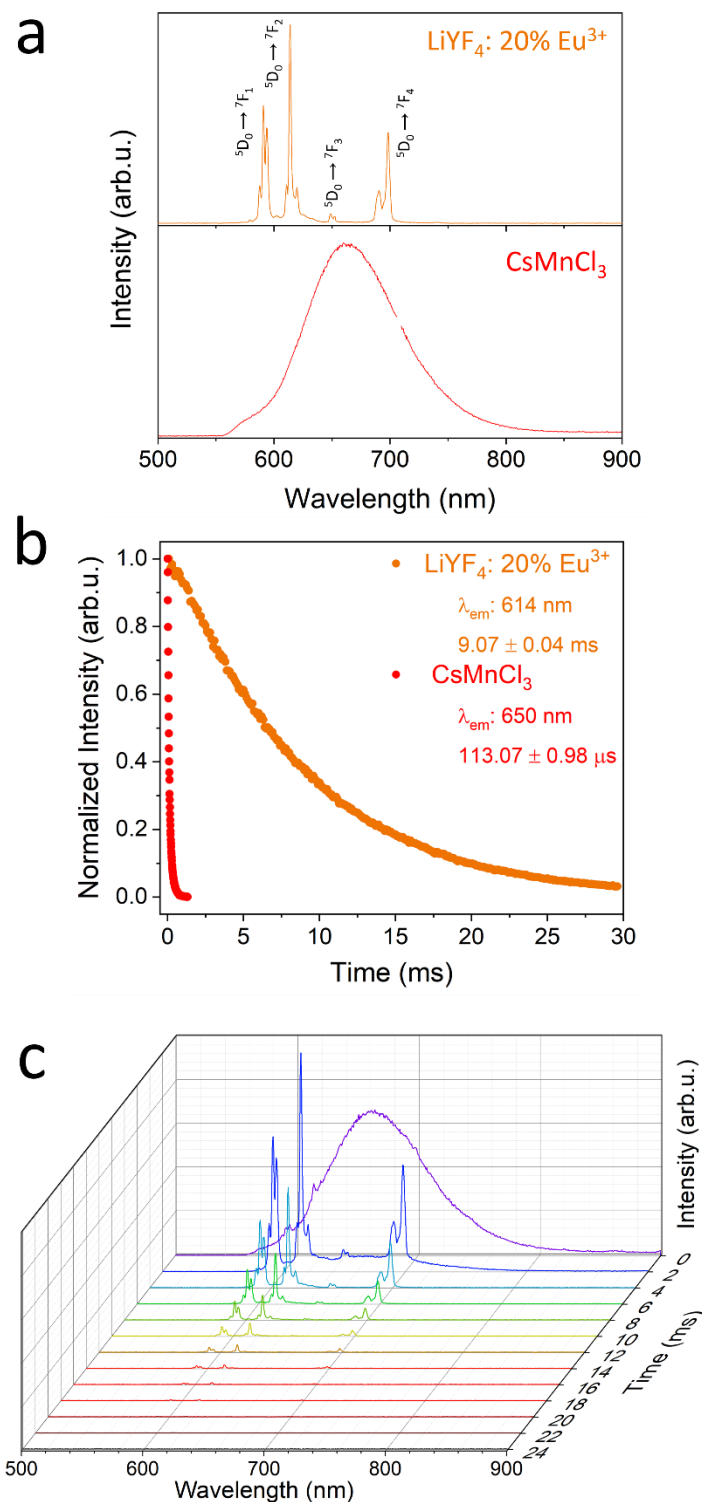 a
LiYF₄: 20% Eu³⁺
⁵D₀ → ⁷F₁
⁵D₀ → ⁷F₂
⁵D₀ → ⁷F₃
⁵D₀ → ⁷F₄
CsMnCl₃
Intensity (arb.u.)
500 600 700 800 900
Wavelength (nm)
b
LiYF₄: 20% Eu³⁺
λem: 614 nm
9.07 ± 0.04 ms
CsMnCl₃
λem: 650 nm
113.07 ± 0.98 μs
Normalized Intensity (arb.u.)
1.0
0.8
0.6
0.4
0.2
0.0
0 5 10 15 20 25 30
Time (ms)
c
Intensity (arb.u.)
0
2
4
6
8
10
12
14
16
18
20
22
24
Time (ms)
500 600 700 800 900
Wavelength (nm)